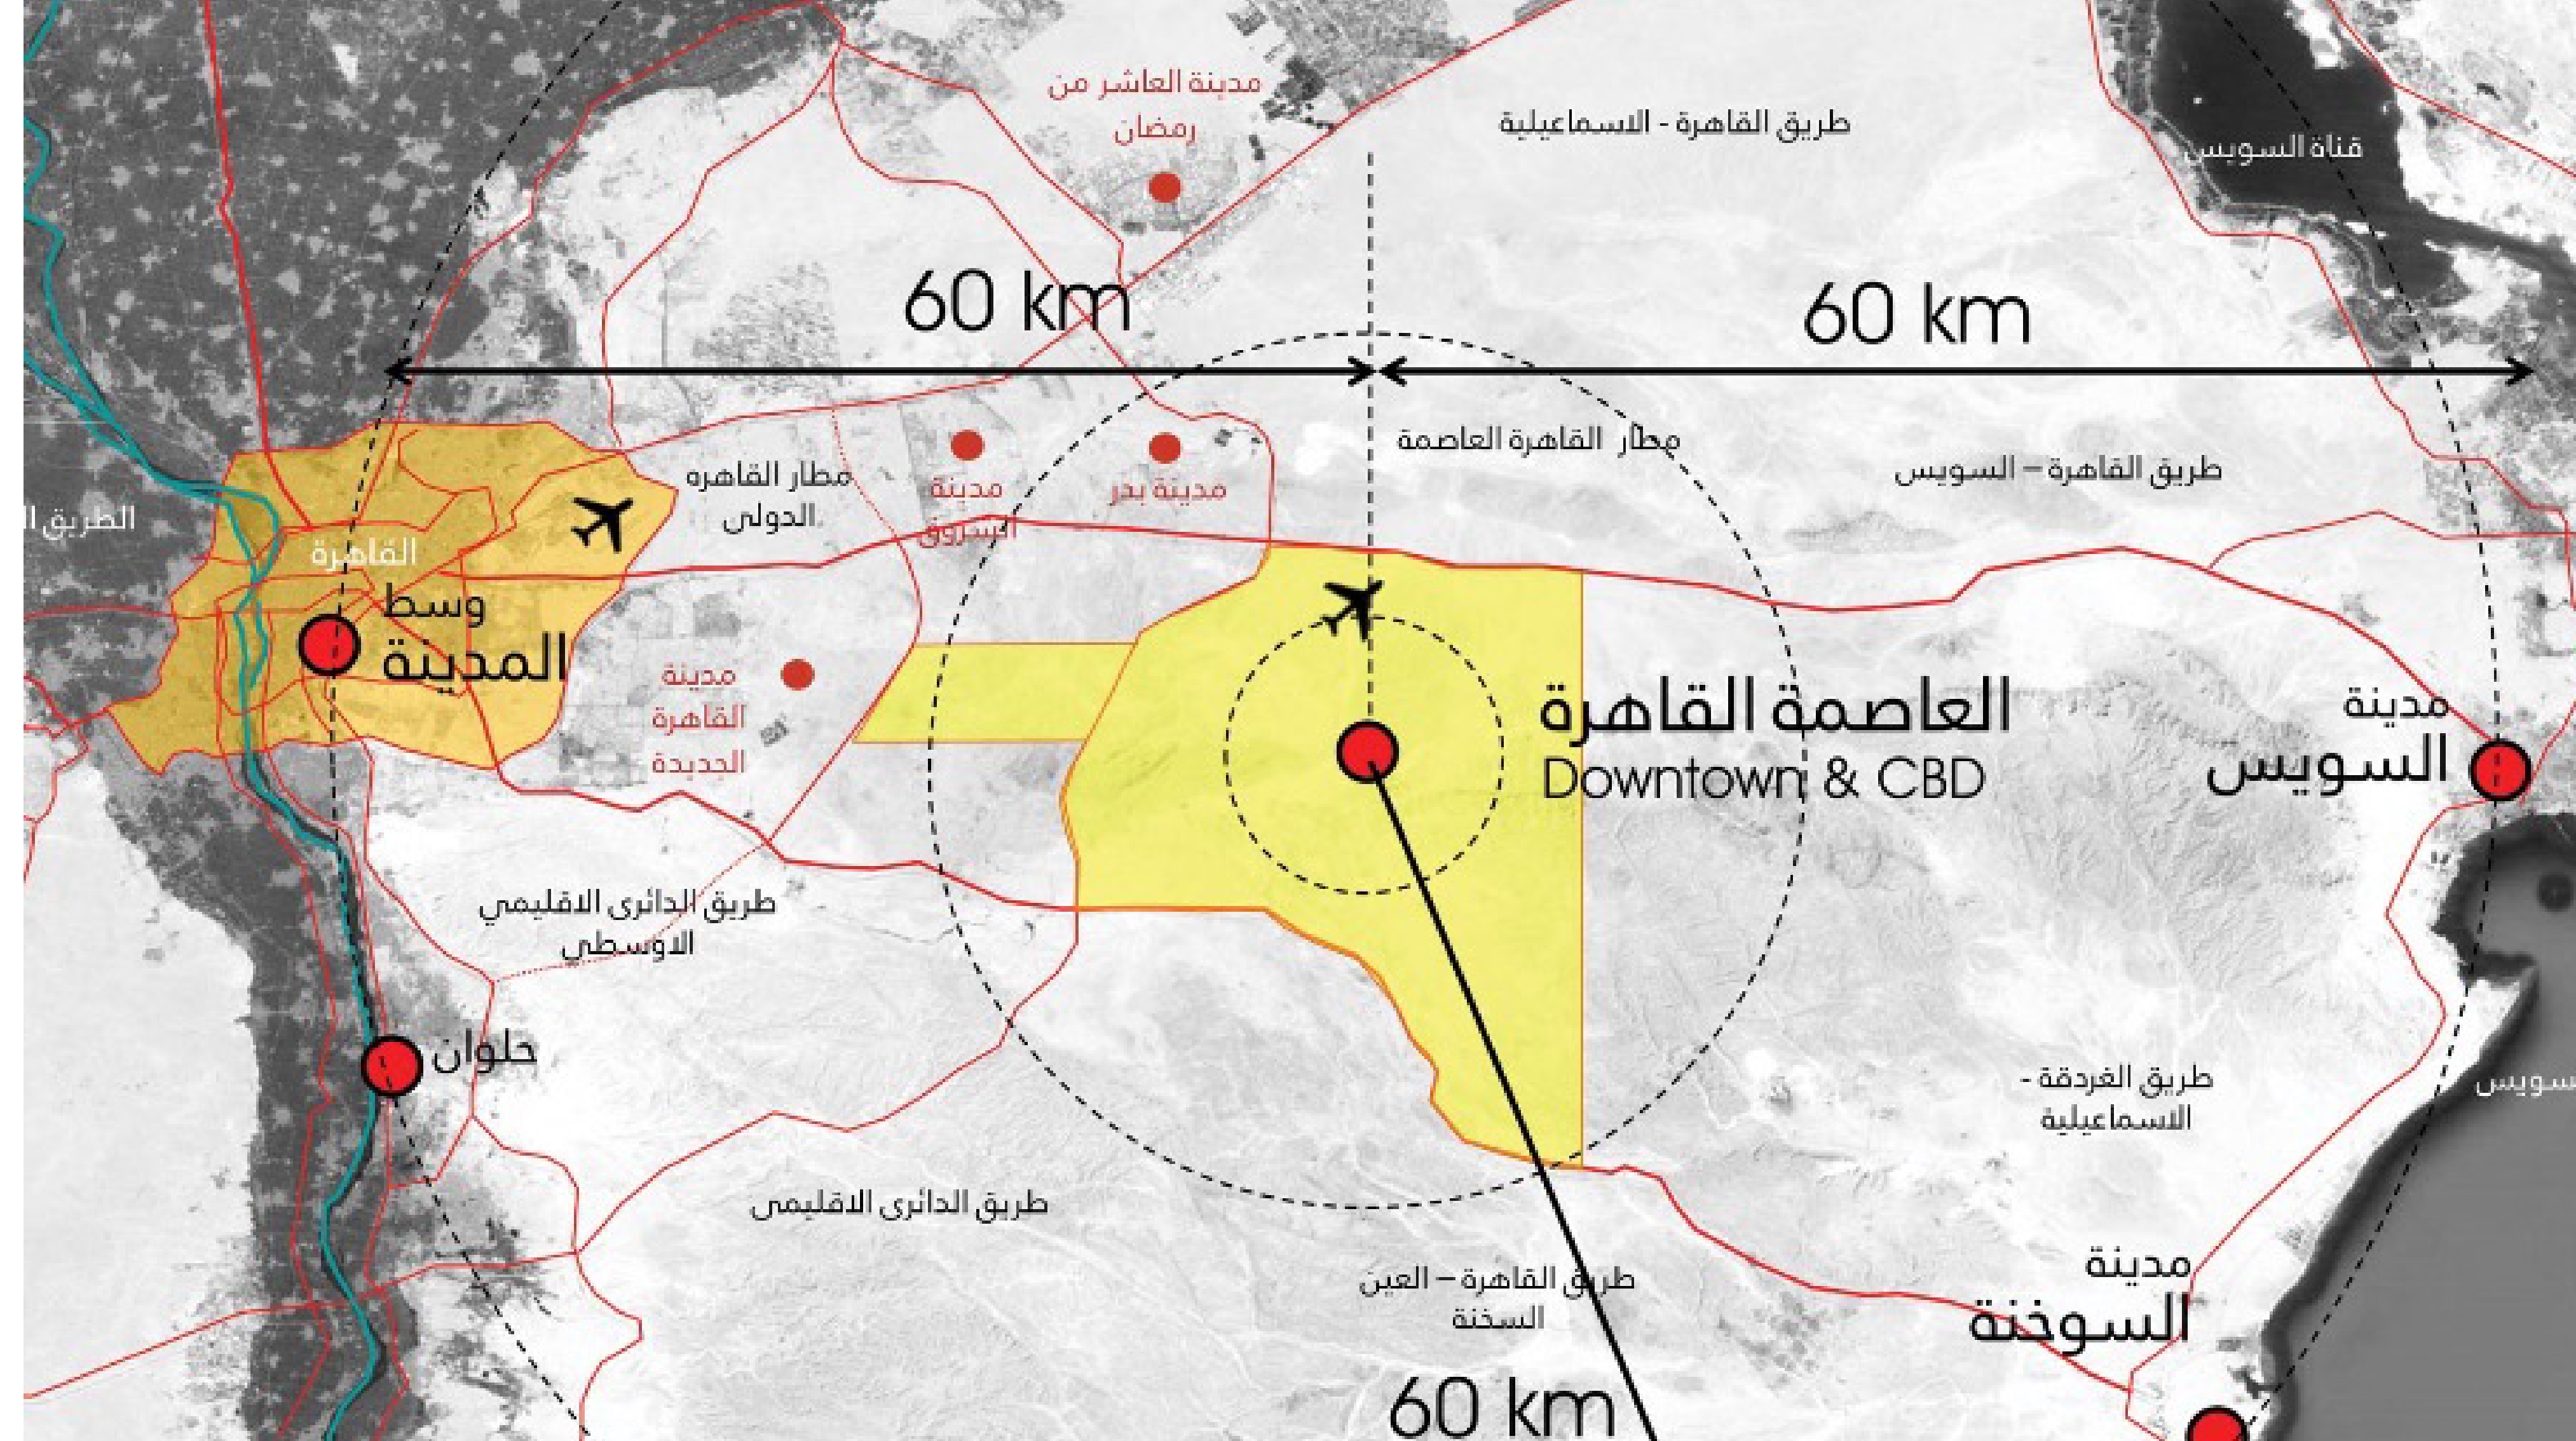 مدينة العاشر من
رمضان
طريق القاهرة - الاسماعيلية
قناة السويس
60 km
60 km
مطار القاهرة العاصمة
طريق القاهرة – السويس
مطار القاهره
الدولى
مدينة
الشروق
مدينة بدر
الطريق ال
القاهرة
وسط
المدينة
مدينة
القاهرة
الجديدة
العاصمة القاهرة
Downtown & CBD
مدينة
السويس
طريق الدائرى الاقليمي
الاوسطى
حلوان
طريق الغردقة -
الاسماعيلية
سويس
طريق الدائرى الاقليمى
طريق القاهرة – العين
السخنة
مدينة
السوخنة
60 km